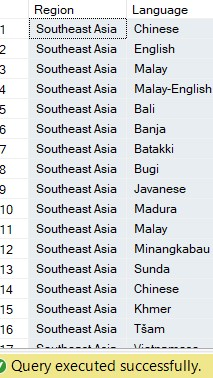 Region Language
1 Southeast Asia Chinese
2 Southeast Asia English
3 Southeast Asia Malay
4 Southeast Asia Malay-English
5 Southeast Asia Bali
6 Southeast Asia Banja
7 Southeast Asia Batakki
8 Southeast Asia Bugi
9 Southeast Asia Javanese
10 Southeast Asia Madura
11 Southeast Asia Malay
12 Southeast Asia Minangkabau
13 Southeast Asia Sunda
14 Southeast Asia Chinese
15 Southeast Asia Khmer
16 Southeast Asia Tšam
17 Southeast Asia Vietnamese
Query executed successfully.